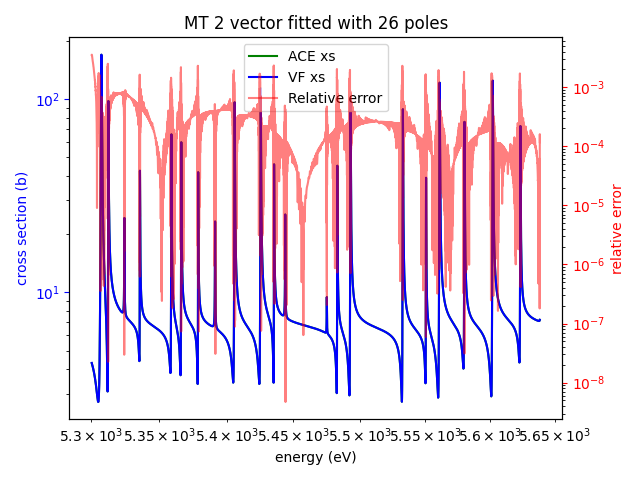 MT 2 vector fitted with 26 poles
ACE xs
VF xs
Relative error
cross section (b)
10²
10¹
10⁻³
10⁻⁴
10⁻⁵
10⁻⁶
10⁻⁷
10⁻⁸
relative error
5.3 × 10³ 5.35 × 10³ 5.4 × 10³ 5.45 × 10³ 5.5 × 10³ 5.55 × 10³ 5.6 × 10³ 5.65 × 10³
energy (eV)